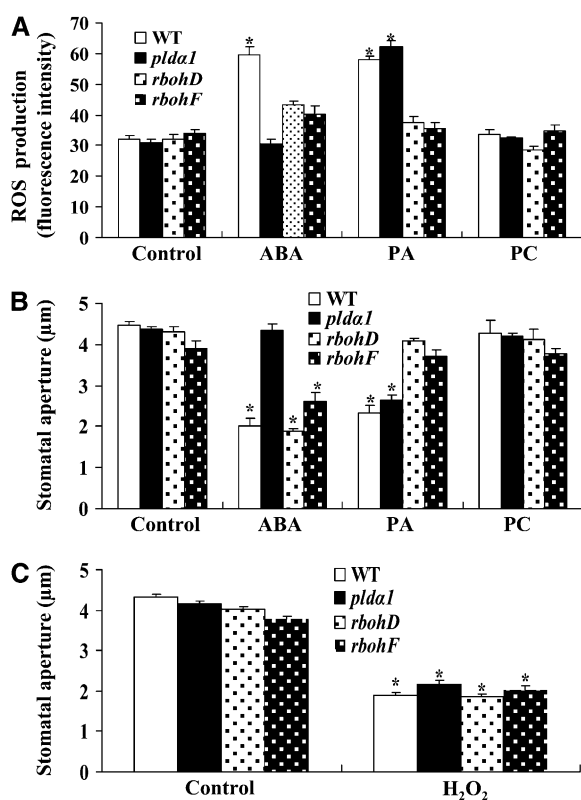 A
ROS production
(fluorescence intensity)
70
60
50
40
30
20
10
0
WT
pldα1
rbohD
rbohF
*
* *
Control ABA PA PC
B
Stomatal aperture (μm)
5
4
3
2
1
0
WT
pldα1
rbohD
rbohF
* * *
* *
Control ABA PA PC
C
Stomatal aperture (μm)
5
4
3
2
1
0
WT
pldα1
rbohD
rbohF
* * * *
Control H₂O₂